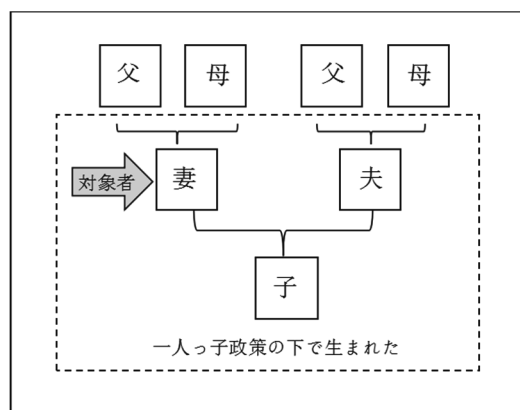 父 母 父 母
対象者 妻 夫
子
一人っ子政策の下で生まれた